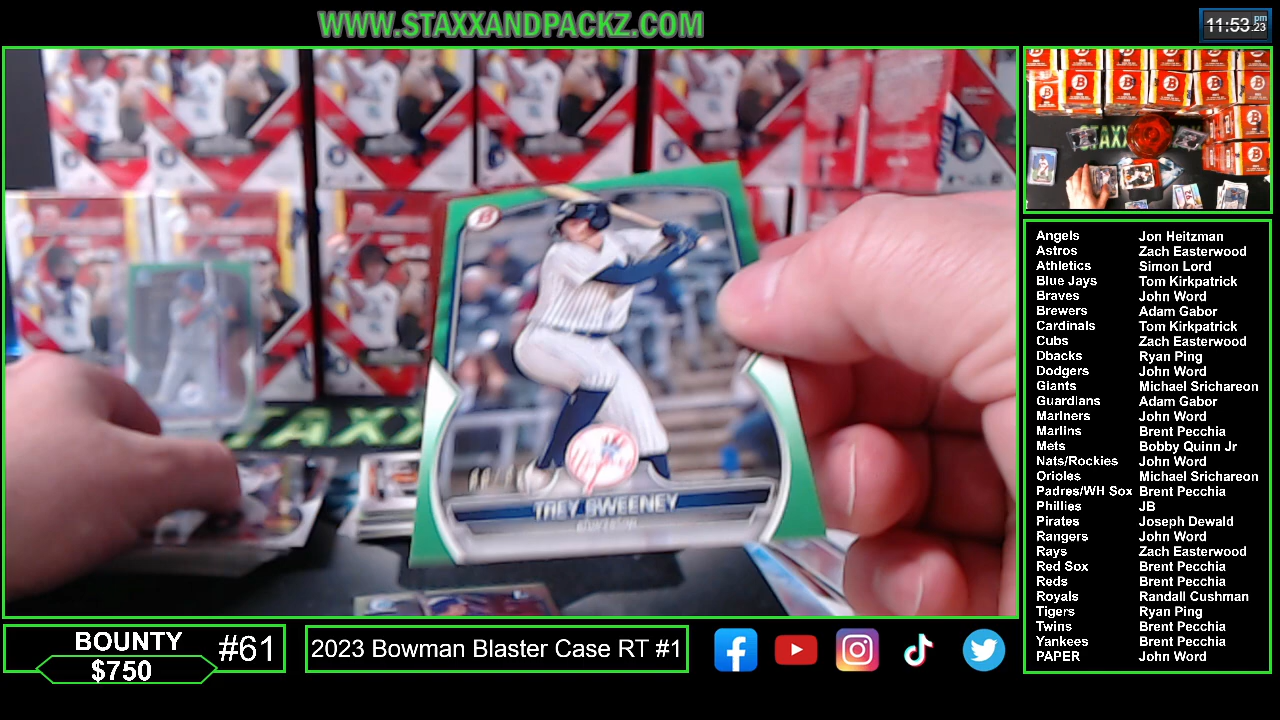 WWW.STAXXANDPACKZ.COM
11:53 pm .23
TREY SWEENEY
Angels Jon Heitzman
Astros Zach Easterwood
Athletics Simon Lord
Blue Jays Tom Kirkpatrick
Braves John Word
Brewers Adam Gabor
Cardinals Tom Kirkpatrick
Cubs Zach Easterwood
Dbacks Ryan Ping
Dodgers John Word
Giants Michael Srichareon
Guardians Adam Gabor
Mariners John Word
Marlins Brent Pecchia
Mets Bobby Quinn Jr
Nats/Rockies John Word
Orioles Michael Srichareon
Padres/WH Sox Brent Pecchia
Phillies JB
Pirates Joseph Dewald
Rangers John Word
Rays Zach Easterwood
Red Sox Brent Pecchia
Reds Brent Pecchia
Royals Randall Cushman
Tigers Ryan Ping
Twins Brent Pecchia
Yankees Brent Pecchia
PAPER John Word
BOUNTY
$750
#61
2023 Bowman Blaster Case RT #1